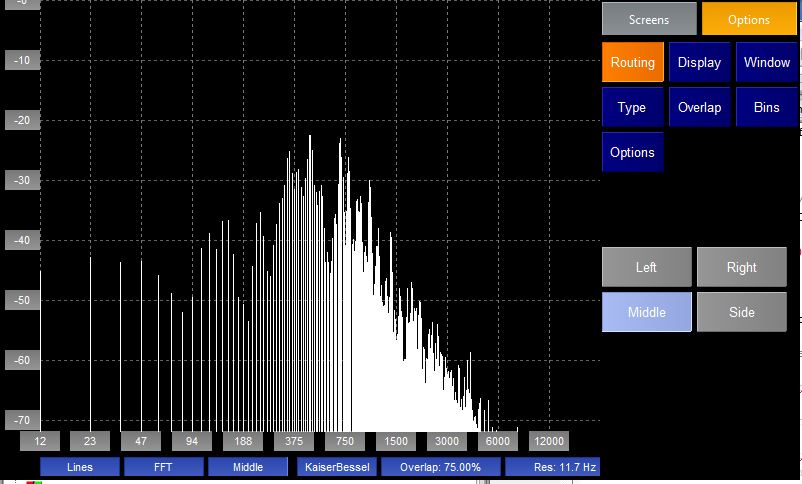 -0
Screens Options
-10
Routing Display Window
-20
Type Overlap Bins
Options
-30
-40
Left Right
-50
Middle Side
-60
-70
12 23 47 94 188 375 750 1500 3000 6000 12000
Lines FFT Middle KaiserBessel Overlap: 75.00% Res: 11.7 Hz